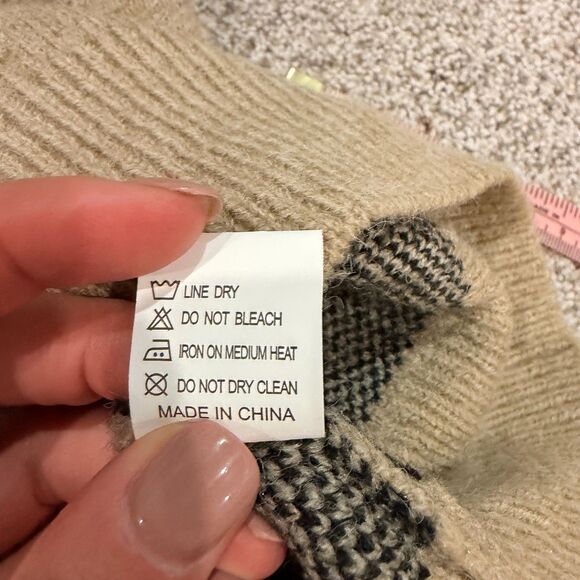 LINE DRY
DO NOT BLEACH
IRON ON MEDIUM HEAT
DO NOT DRY CLEAN
MADE IN CHINA